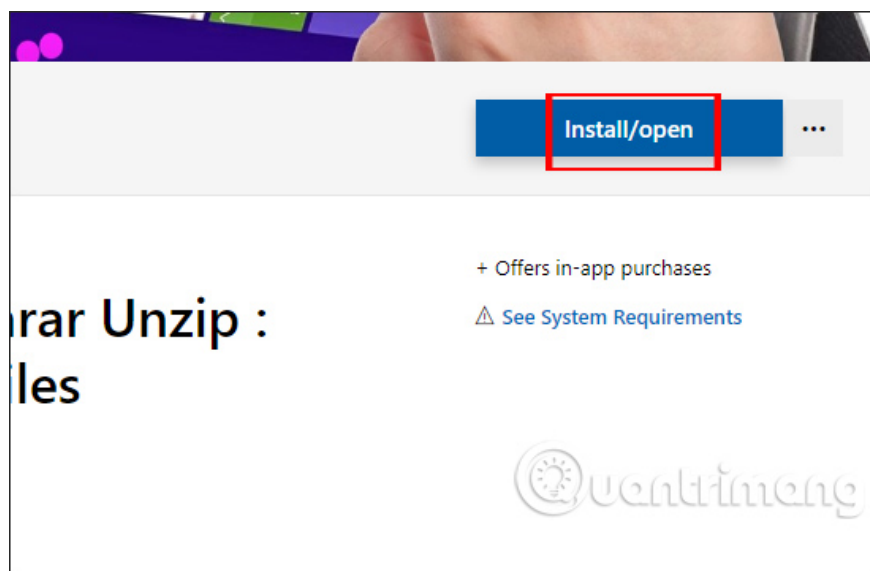 Install/open
...
+ Offers in-app purchases
⚠ See System Requirements
rar Unzip :
iles
Quantrimang